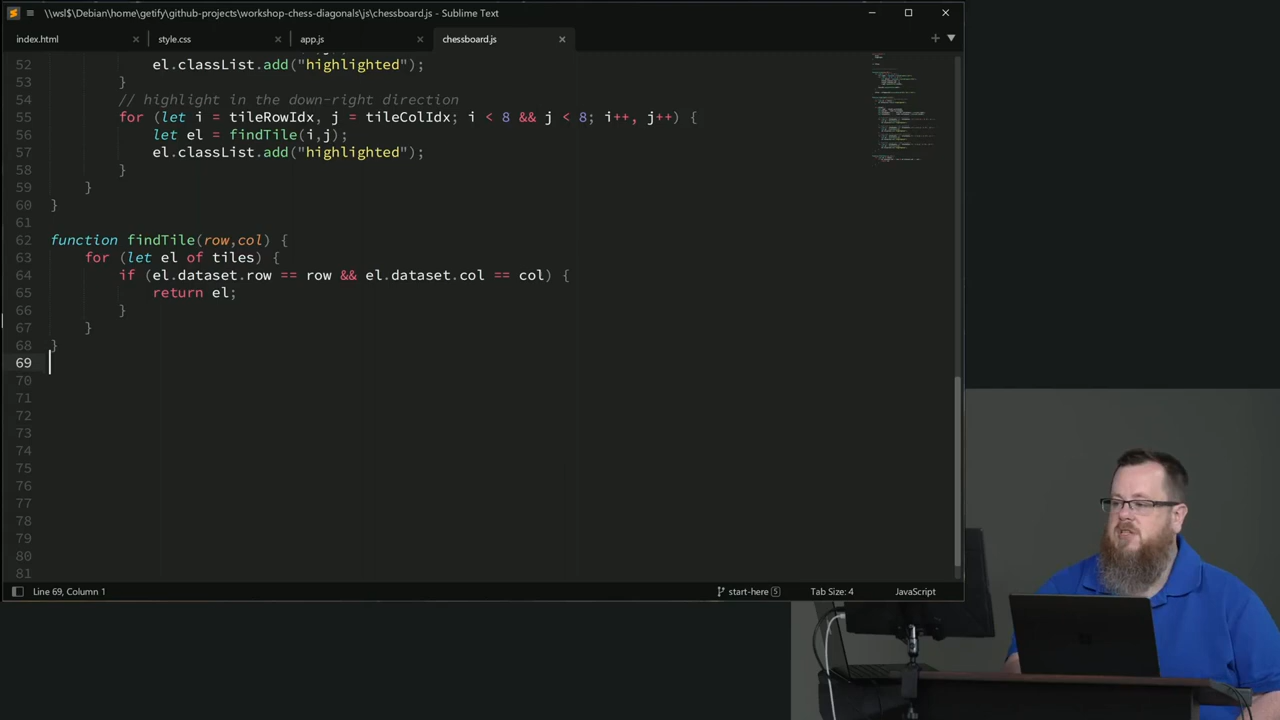 \\wsl$\Debian\home\getify\github-projects\workshop-chess-diagonals\js\chessboard.js - Sublime Text
index.html
style.css
app.js
chessboard.js
52 el.classList.add("highlighted");
53 }
54 // highlight in the down-right direction
55 for (let i = tileRowIdx, j = tileColIdx; i < 8 && j < 8; i++, j++) {
56 let el = findTile(i,j);
57 el.classList.add("highlighted");
58 }
59 }
60 }
61
62 function findTile(row,col) {
63 for (let el of tiles) {
64 if (el.dataset.row == row && el.dataset.col == col) {
65 return el;
66 }
67 }
68 }
69
70
71
72
73
74
75
76
77
78
79
80
81
Line 69, Column 1
start-here 5
Tab Size: 4
JavaScript